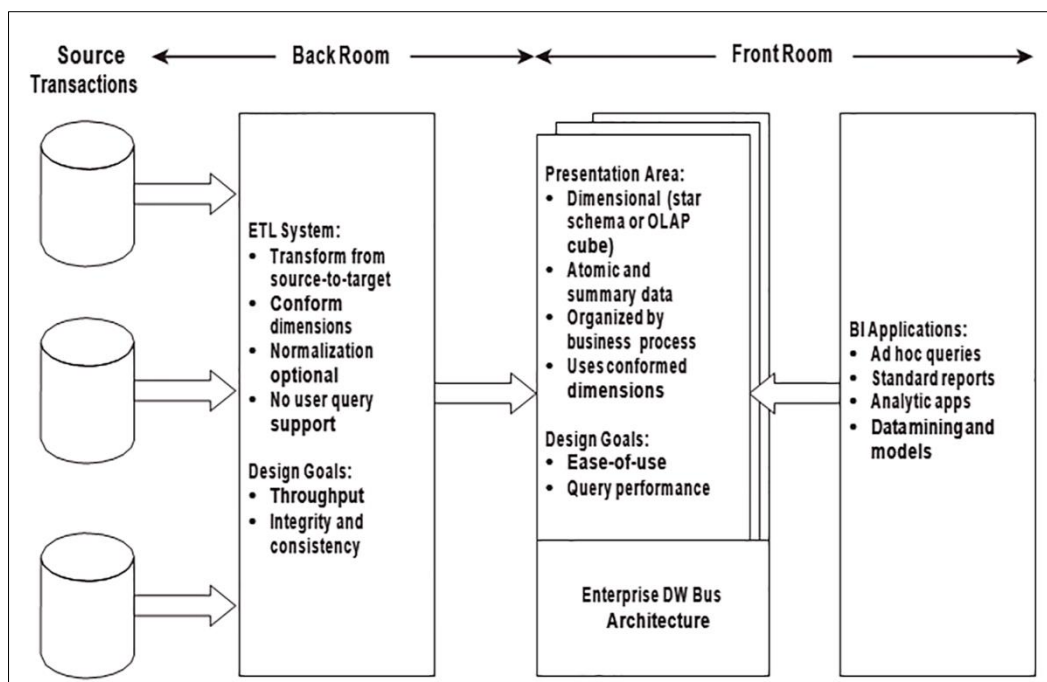 Source
Transactions
Back Room
Front Room
ETL System:
• Transform from
source-to-target
• Conform
dimensions
• Normalization
optional
• No user query
support
Design Goals:
• Throughput
• Integrity and
consistency
Presentation Area:
• Dimensional (star
schema or OLAP
cube)
• Atomic and
summary data
• Organized by
business process
• Uses conformed
dimensions
Design Goals:
• Ease-of-use
• Query performance
Enterprise DW Bus
Architecture
BI Applications:
• Ad hoc queries
• Standard reports
• Analytic apps
• Datamining and
models